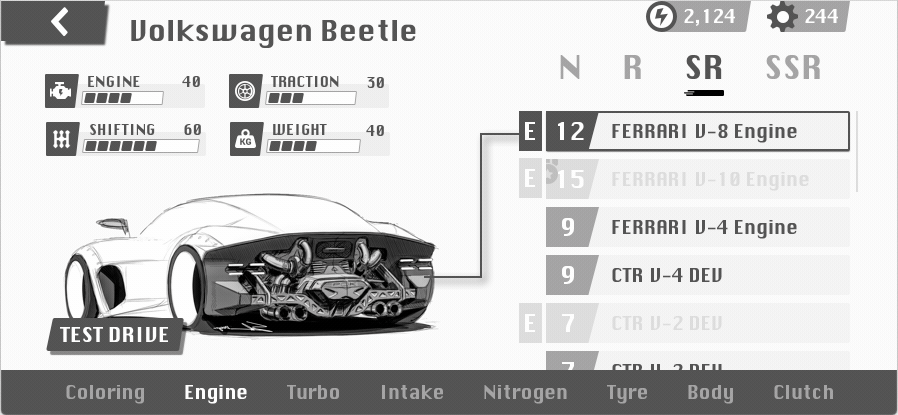 Volkswagen Beetle
2,124
244
N R SR SSR
ENGINE 40
TRACTION 30
SHIFTING 60
WEIGHT 40
KG
E 12 FERRARI V-8 Engine
E 15 FERRARI V-10 Engine
9 FERRARI V-4 Engine
9 CTR V-4 DEV
E 7 CTR V-2 DEV
TEST DRIVE
Coloring Engine Turbo Intake Nitrogen Tyre Body Clutch